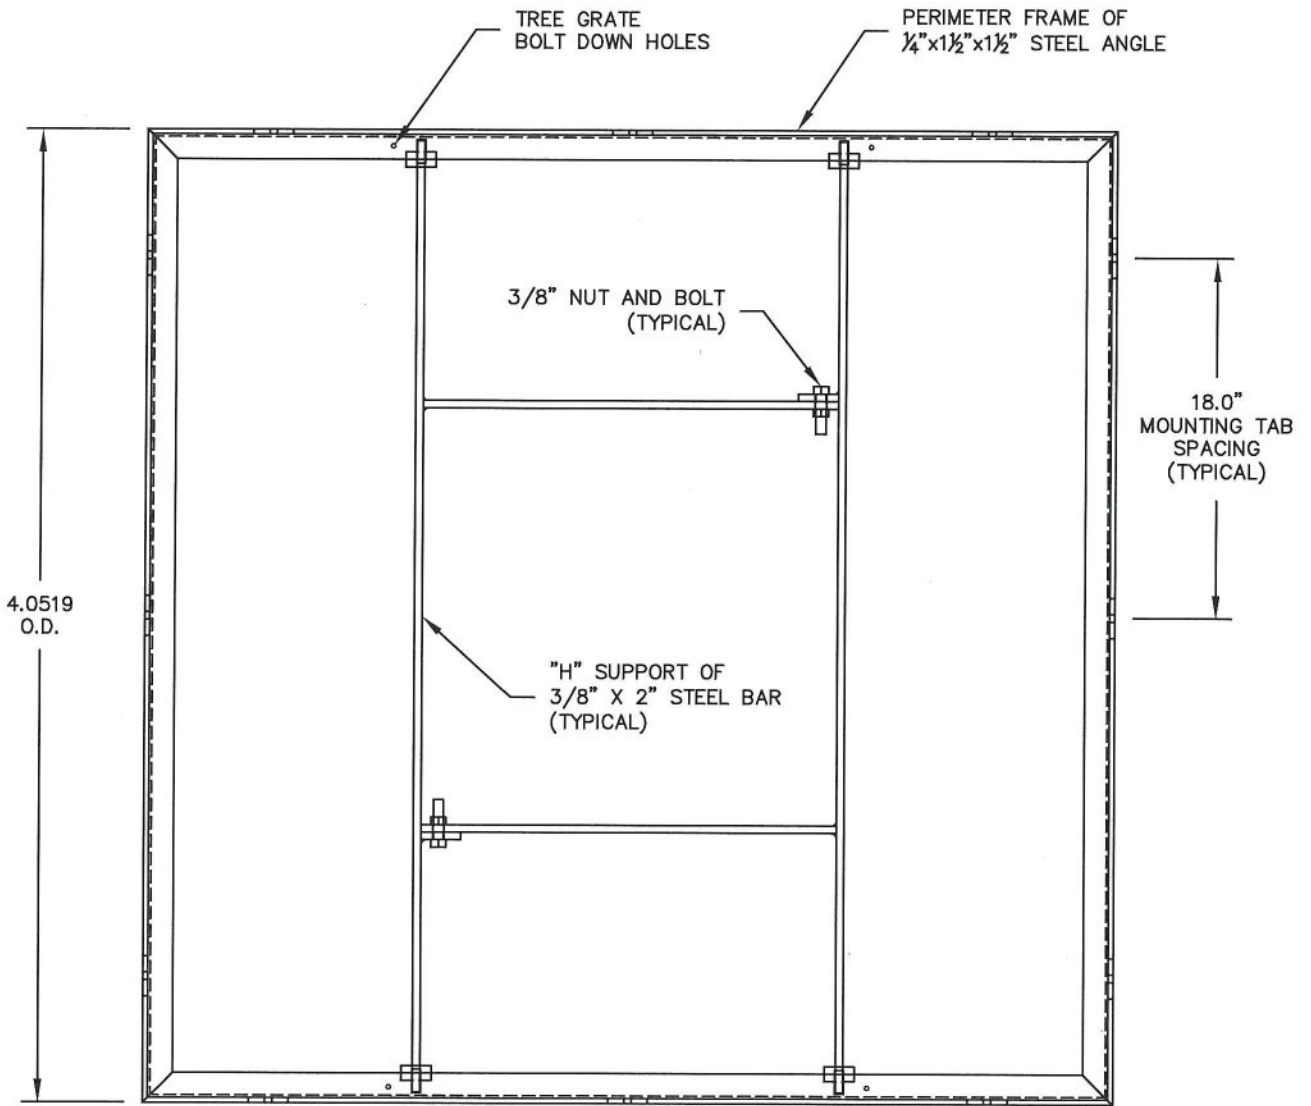 TREE GRATE
BOLT DOWN HOLES
PERIMETER FRAME OF
¼"x1½"x1½" STEEL ANGLE
3/8" NUT AND BOLT
(TYPICAL)
18.0"
MOUNTING TAB
SPACING
(TYPICAL)
4.0519
O.D.
"H" SUPPORT OF
3/8" X 2" STEEL BAR
(TYPICAL)